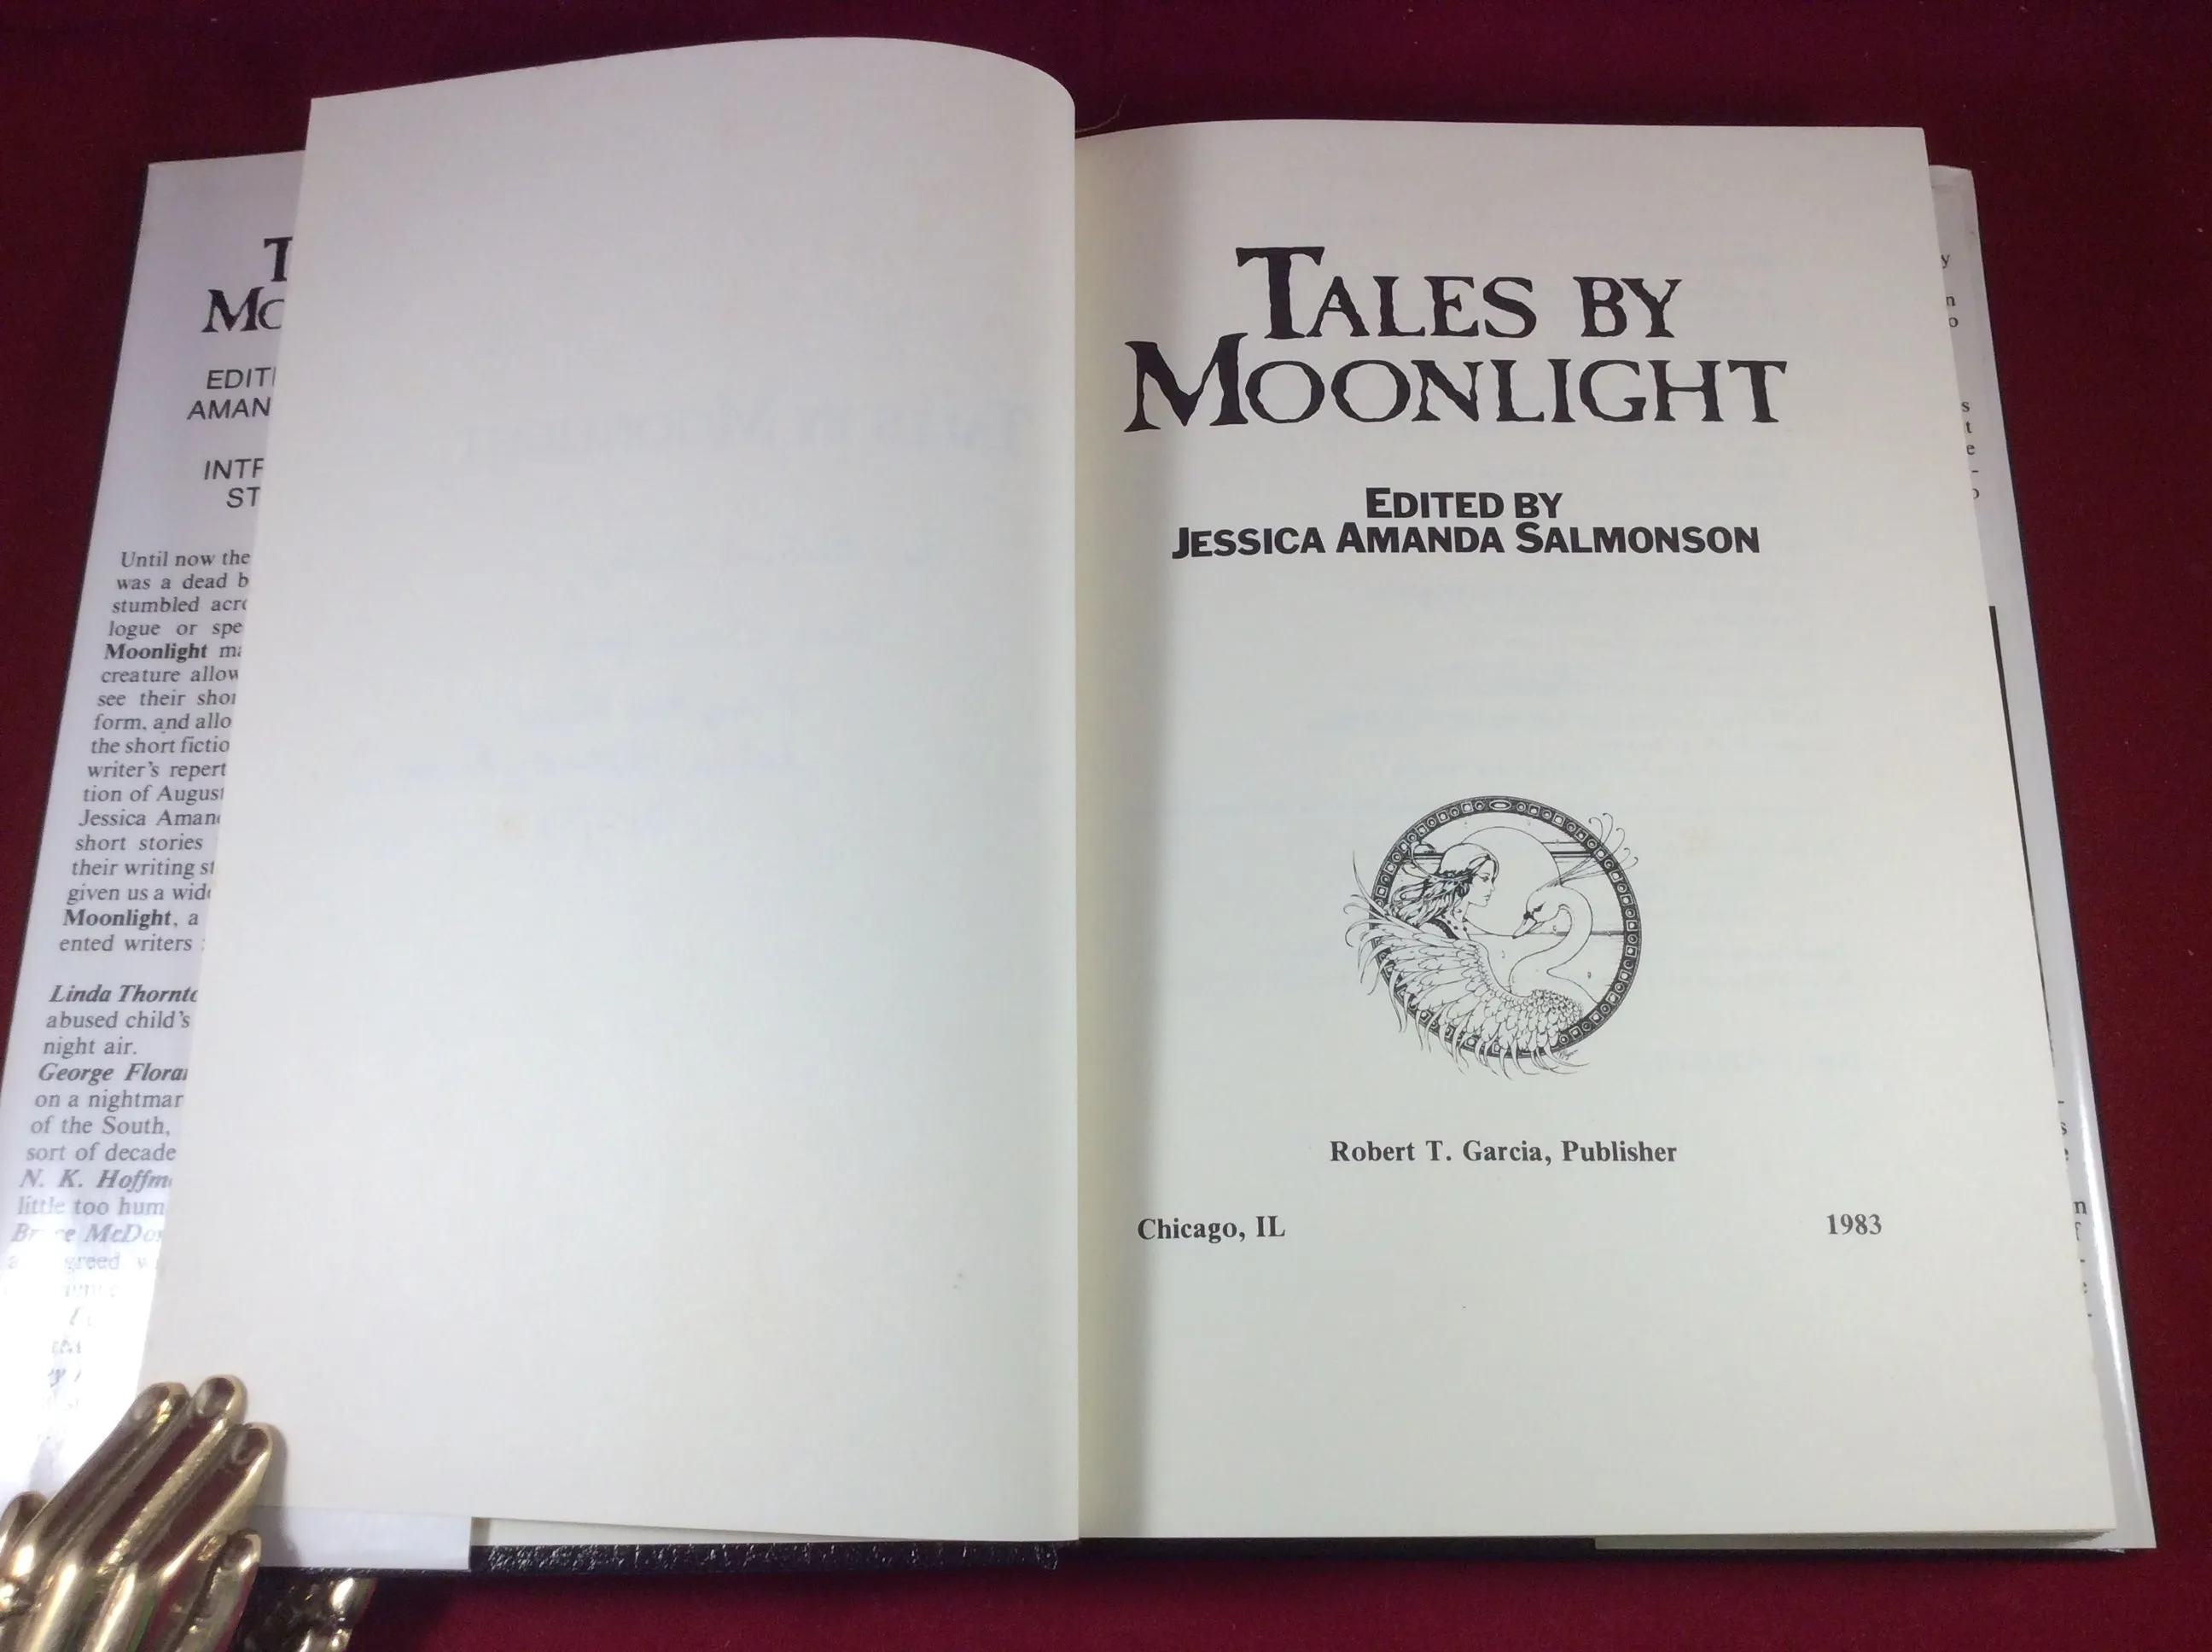 EDIT
AMAN
INTR
ST
Until now the
was a dead b
stumbled acr
logue or spe
Moonlight ma
creature allow
see their shor
form, and allo
the short fictio
writer's repert
tion of August
Jessica Aman
short stories
their writing st
given us a wid
Moonlight, a
ented writers
Linda Thornt
abused child's
night air.
George Flora
on a nightmar
of the South,
sort of decade
N. K. Hoffm
little too hum
TALES BY
MOONLIGHT
EDITED BY
JESSICA AMANDA SALMONSON
Robert T. Garcia, Publisher
Chicago, IL
1983